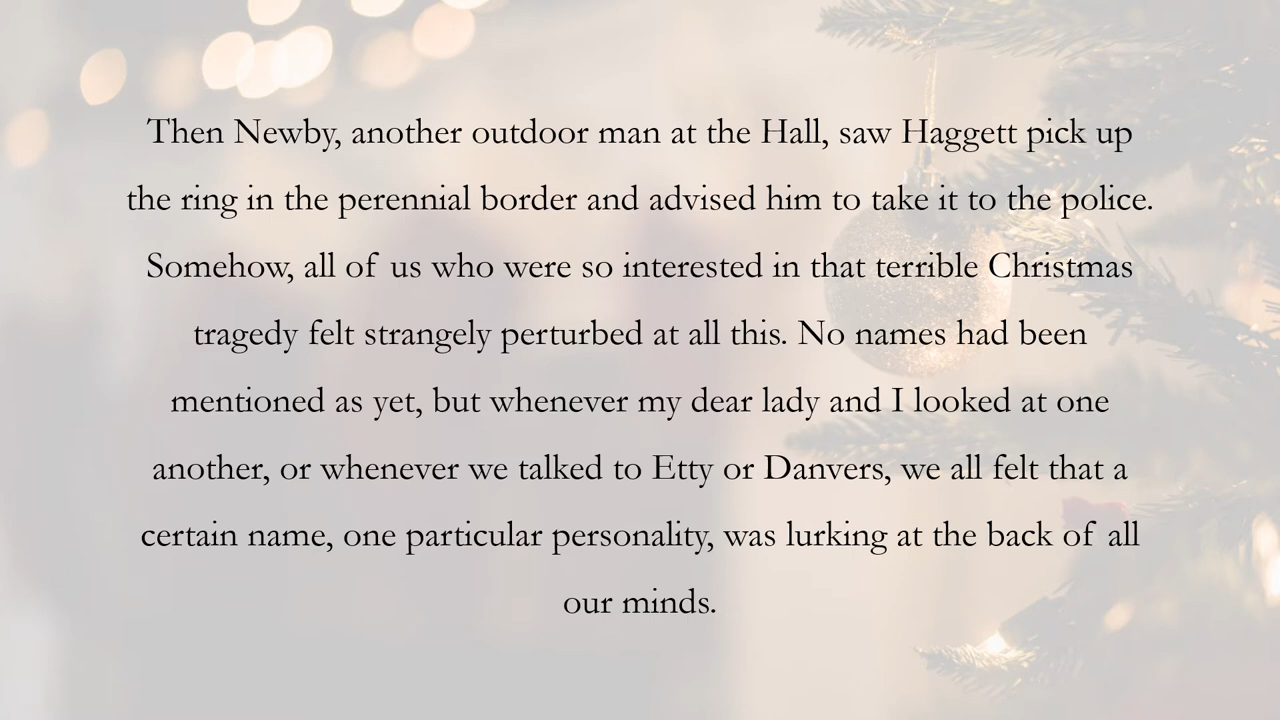 Then Newby, another outdoor man at the Hall, saw Haggett pick up
the ring in the perennial border and advised him to take it to the police.
Somehow, all of us who were so interested in that terrible Christmas
tragedy felt strangely perturbed at all this. No names had been
mentioned as yet, but whenever my dear lady and I looked at one
another, or whenever we talked to Etty or Danvers, we all felt that a
certain name, one particular personality, was lurking at the back of all
our minds.